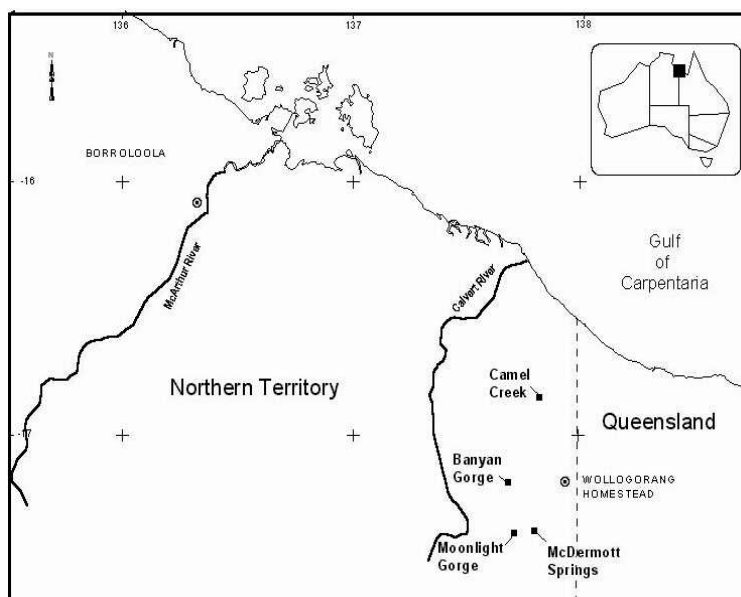 136
137
138
N
BORROLOOLA
-16
McArthur River
Calvert River
Gulf
of
Carpentaria
Northern Territory
Camel
Creek
Queensland
-17
Banyan
Gorge
WOLLOGORANG
HOMESTEAD
Moonlight
Gorge
McDermott
Springs